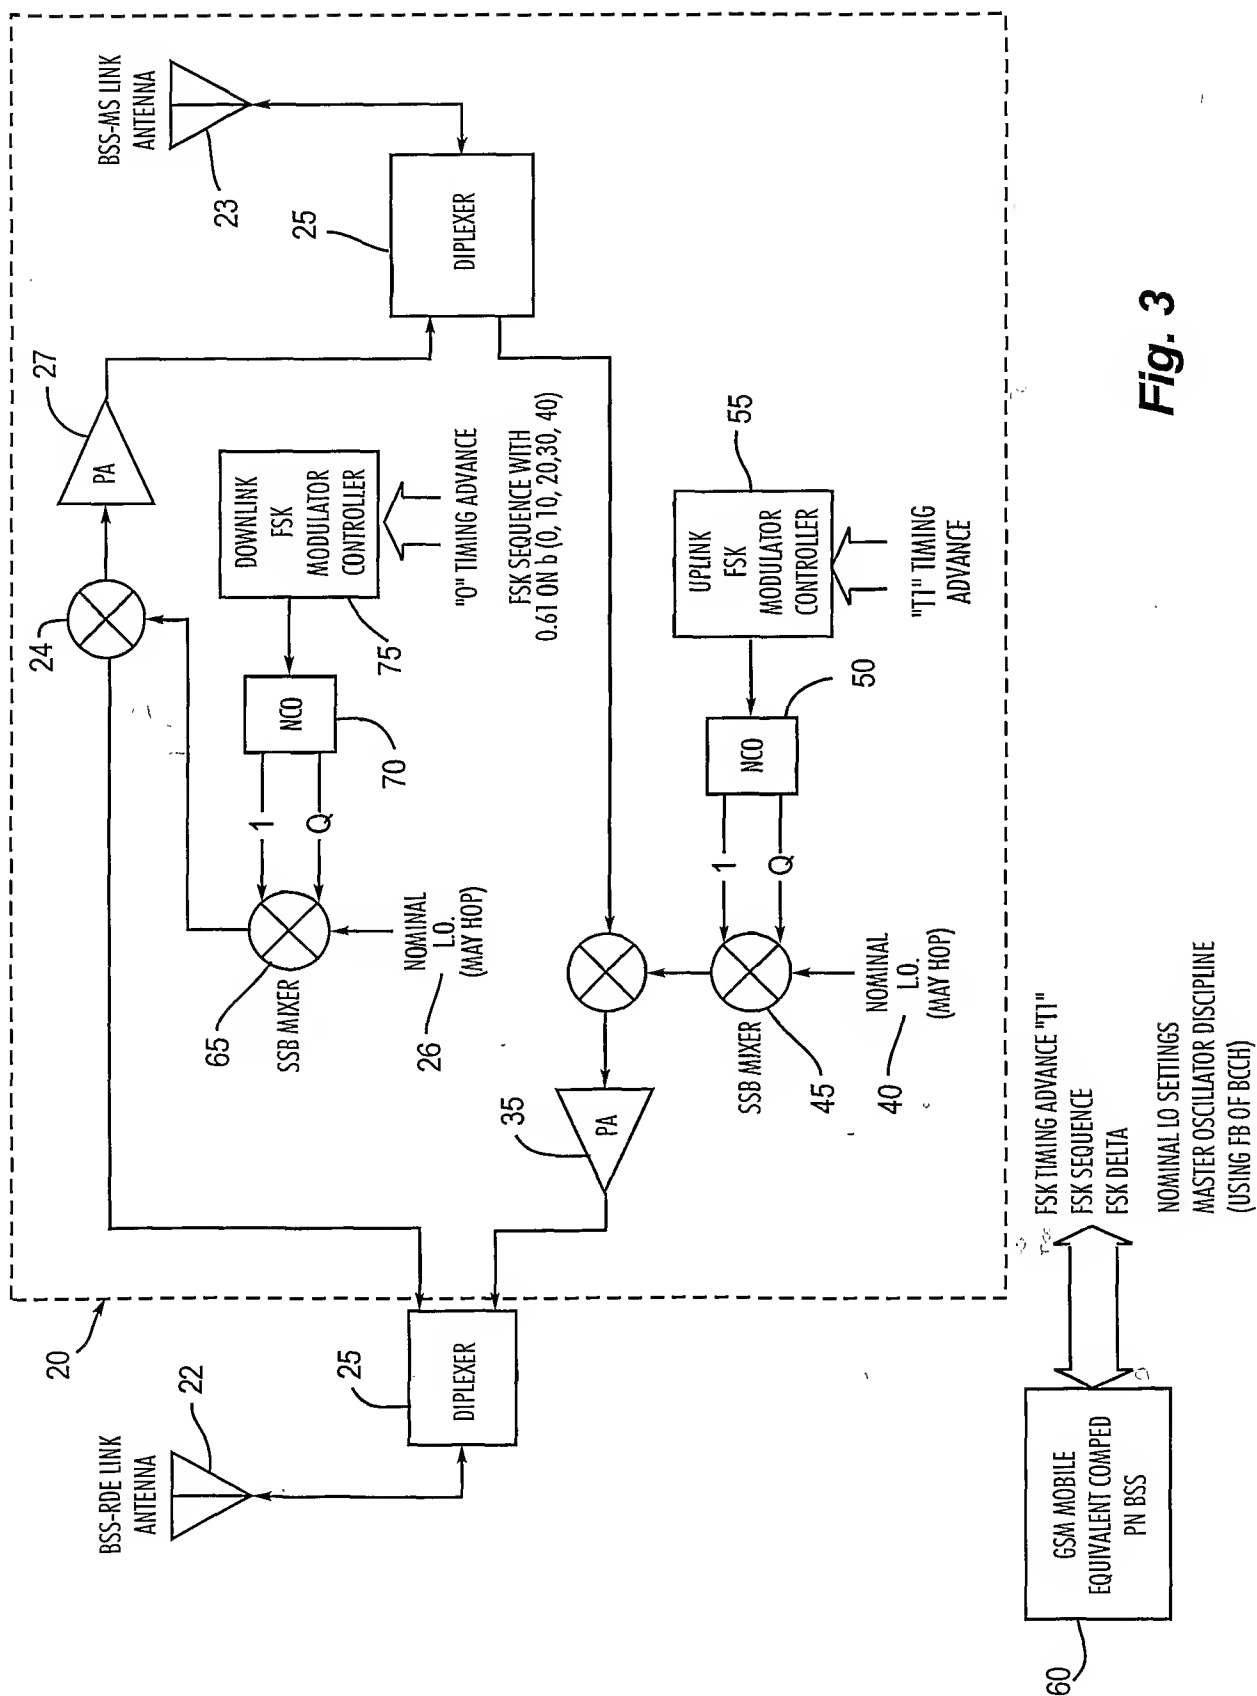 BSS-RDE LINK
ANTENNA
22
20
25
DIPLEXER
24
PA
27
BSS-MS LINK
ANTENNA
23
25
DIPLEXER
65
SSB MIXER
1
Q
NCO
70
DOWNLINK
FSK
MODULATOR
CONTROLLER
75
"0" TIMING ADVANCE
FSK SEQUENCE WITH
0.61 ON b (0, 10, 20,30, 40)
NOMINAL
L.O.
(MAY HOP)
26
35
PA
SSB MIXER
45
1
Q
NCO
50
UPLINK
FSK
MODULATOR
CONTROLLER
55
"T1" TIMING
ADVANCE
NOMINAL
L.O.
(MAY HOP)
40
GSM MOBILE
EQUIVALENT COMPED
PN BSS
60
FSK TIMING ADVANCE "T1"
FSK SEQUENCE
FSK DELTA
NOMINAL LO SETTINGS
MASTER OSCILLATOR DISCIPLINE
(USING FB OF BCCH)
Fig. 3